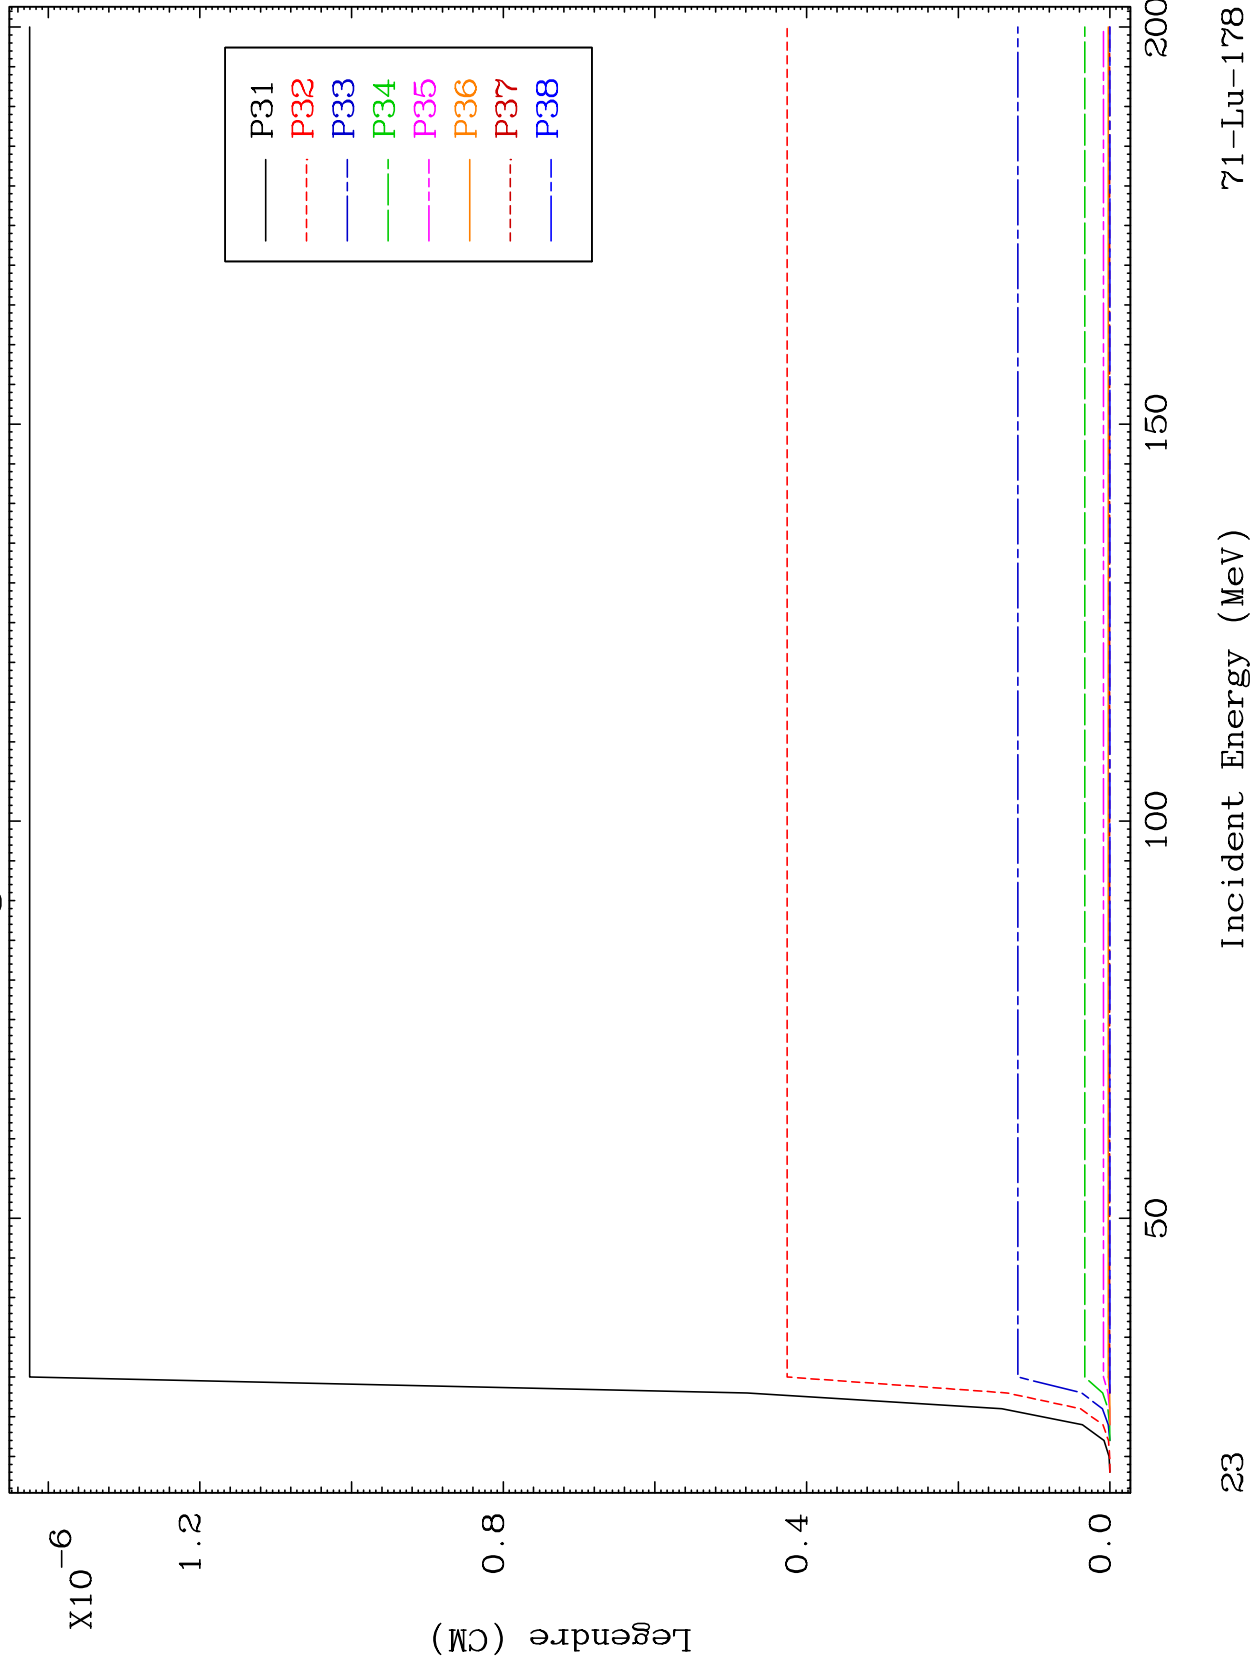 X10-6
1.2
0.8
0.4
0.0
Legendre (CM)
P31
P32
P33
P34
P35
P36
P37
P38
50
100
150
200
Incident Energy (MeV)
23
71-Lu-178